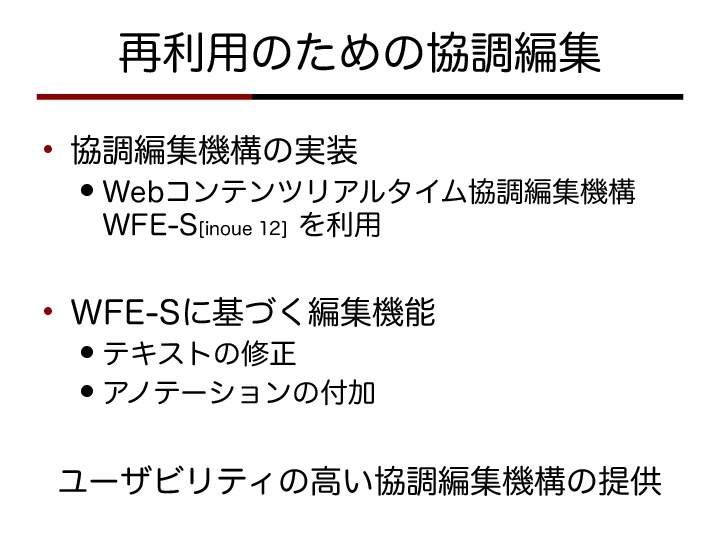 再利用のための協調編集
• 協調編集機構の実装
• Webコンテンツリアルタイム協調編集機構
WFE-S[inoue 12] を利用
• WFE-Sに基づく編集機能
• テキストの修正
• アノテーションの付加
ユーザビリティの高い協調編集機構の提供